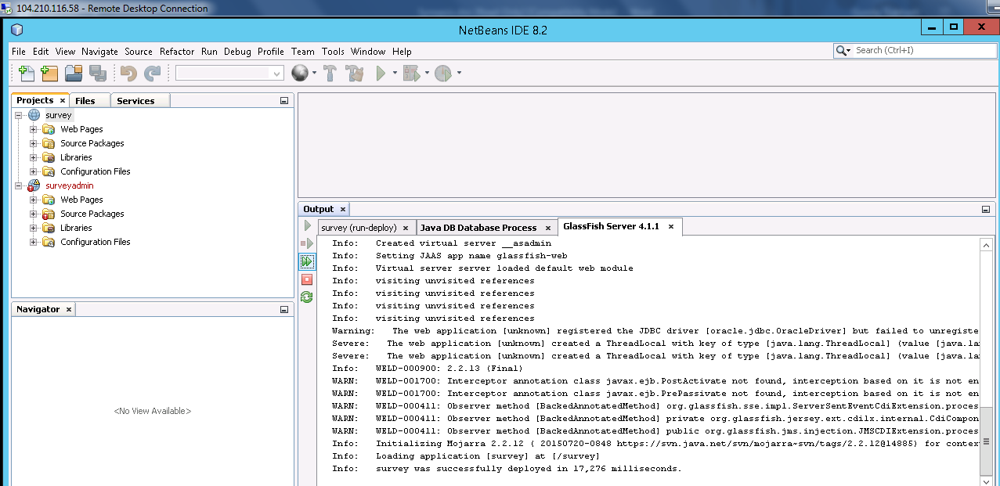 104.210.116.58 - Remote Desktop Connection
NetBeans IDE 8.2
File Edit View Navigate Source Refactor Run Debug Profile Team Tools Window Help
Search (Ctrl+I)
Projects Files Services
survey
Web Pages
Source Packages
Libraries
Configuration Files
surveyadmin
Web Pages
Source Packages
Libraries
Configuration Files
Navigator
<No View Available>
Output
survey (run-deploy) Java DB Database Process GlassFish Server 4.1.1
Info: Created virtual server __asadmin
Info: Setting JAAS app name glassfish-web
Info: Virtual server server loaded default web module
Info: visiting unvisited references
Info: visiting unvisited references
Info: visiting unvisited references
Info: visiting unvisited references
Warning: The web application [unknown] registered the JDBC driver [oracle.jdbc.OracleDriver] but failed to unregiste
Severe: The web application [unknown] created a ThreadLocal with key of type [java.lang.ThreadLocal] (value [java.la
Severe: The web application [unknown] created a ThreadLocal with key of type [java.lang.ThreadLocal] (value [java.la
Info: WELD-000900: 2.2.13 (Final)
WARN: WELD-001700: Interceptor annotation class javax.ejb.PostActivate not found, interception based on it is not en
WARN: WELD-001700: Interceptor annotation class javax.ejb.PrePassivate not found, interception based on it is not en
WARN: WELD-000411: Observer method [BackedAnnotatedMethod] org.glassfish.sse.impl.ServerSentEventCdiExtension.proces
WARN: WELD-000411: Observer method [BackedAnnotatedMethod] private org.glassfish.jersey.ext.cdi1x.internal.CdiCompon
WARN: WELD-000411: Observer method [BackedAnnotatedMethod] public org.glassfish.jms.injection.JMSCDIExtension.proces
Info: Initializing Mojarra 2.2.12 ( 20150720-0848 https://svn.java.net/svn/mojarra~svn/tags/2.2.12@14885) for contex
Info: Loading application [survey] at [/survey]
Info: survey was successfully deployed in 17,276 milliseconds.